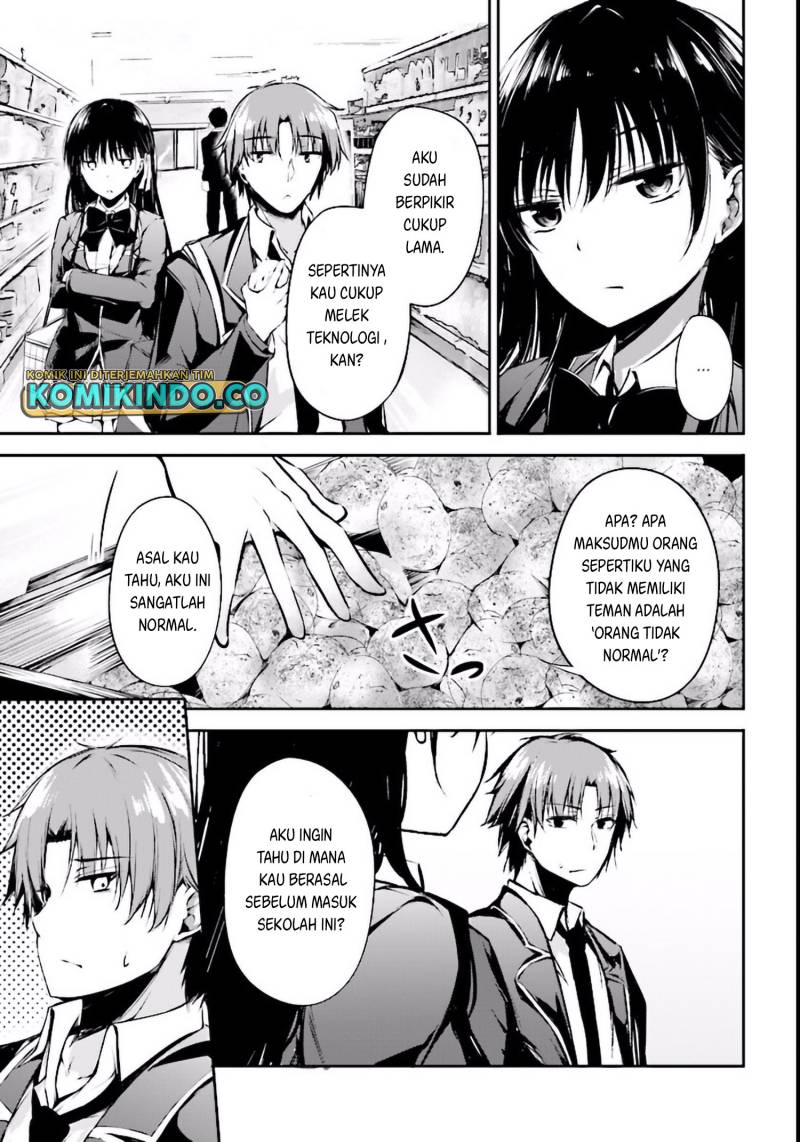 ...
AKU
SUDAH
BERPIKIR
CUKUP
LAMA.
SEPERTINYA
KAU CUKUP
MELEK
TEKNOLOGI ,
KAN?
KOMIK INI DITERJEMAHKAN TIM
KOMIKINDO.CO
APA? APA
MAKSUDMU ORANG
SEPERTIKU YANG
TIDAK MEMILIKI
TEMAN ADALAH
'ORANG TIDAK
NORMAL'?
ASAL KAU
TAHU, AKU INI
SANGATLAH
NORMAL.
AKU INGIN
TAHU DI MANA
KAU BERASAL
SEBELUM MASUK
SEKOLAH INI?